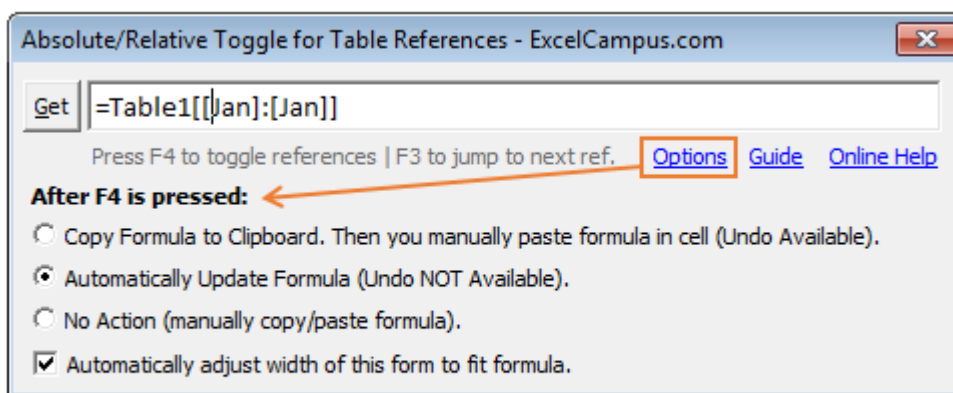 Absolute/Relative Toggle for Table References - ExcelCampus.com
Get =Table1[[Jan]:[Jan]]
Press F4 to toggle references | F3 to jump to next ref. Options Guide Online Help
After F4 is pressed:
Copy Formula to Clipboard. Then you manually paste formula in cell (Undo Available).
Automatically Update Formula (Undo NOT Available).
No Action (manually copy/paste formula).
Automatically adjust width of this form to fit formula.